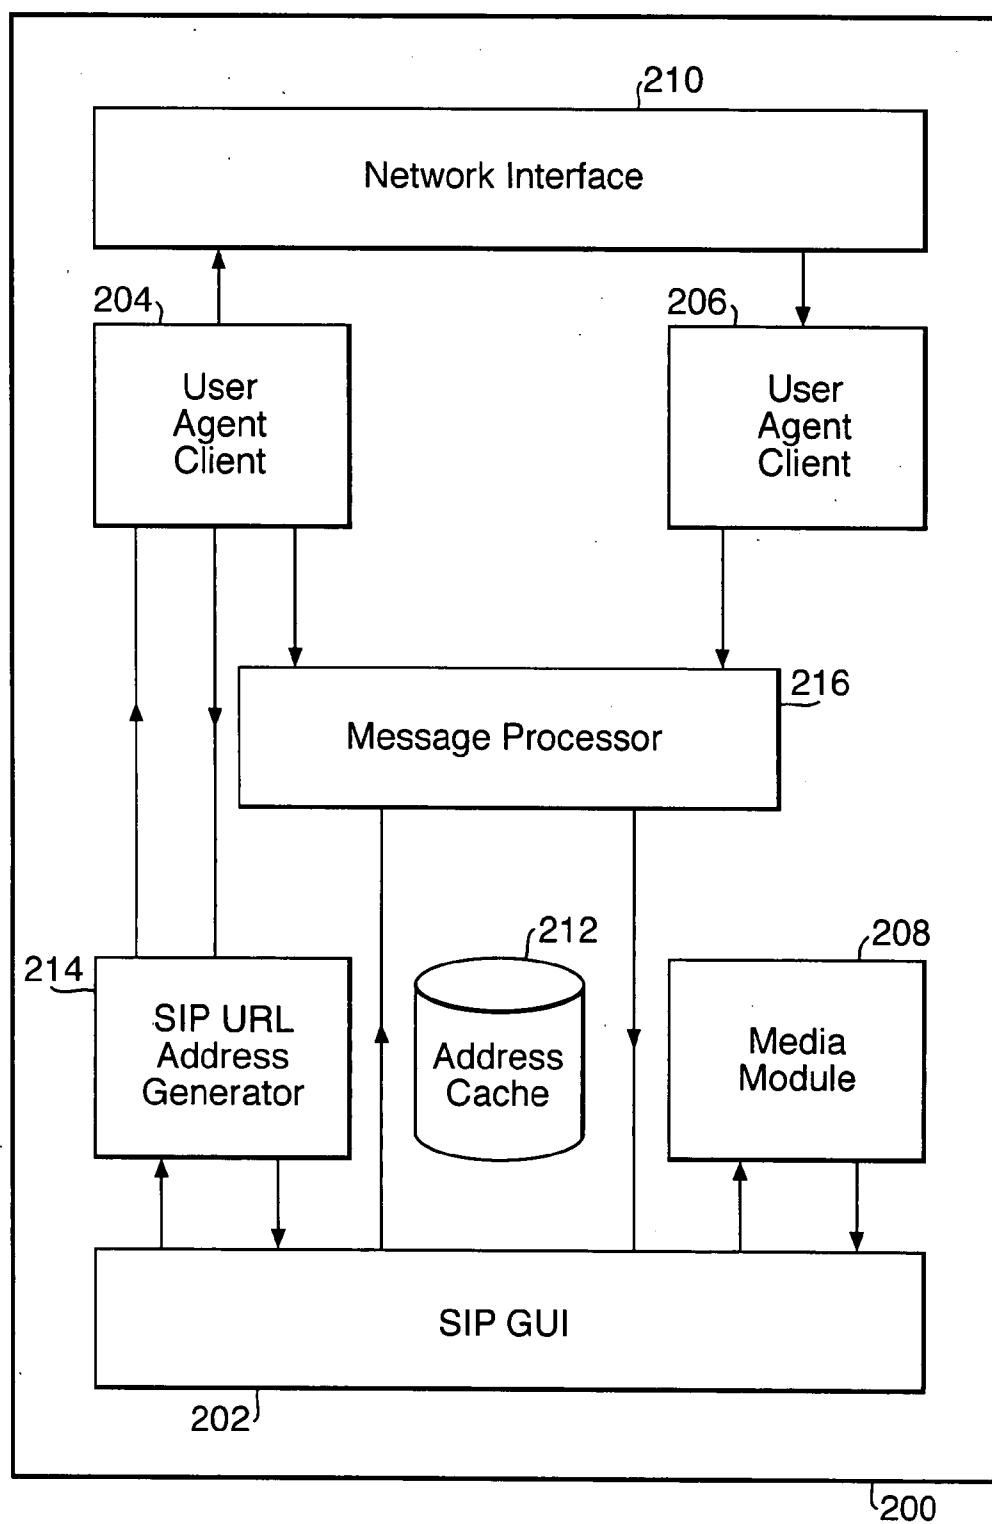 210
Network Interface
204
206
User
Agent
Client
User
Agent
Client
216
Message Processor
212
208
214
SIP URL
Address
Generator
Address
Cache
Media
Module
SIP GUI
202
200